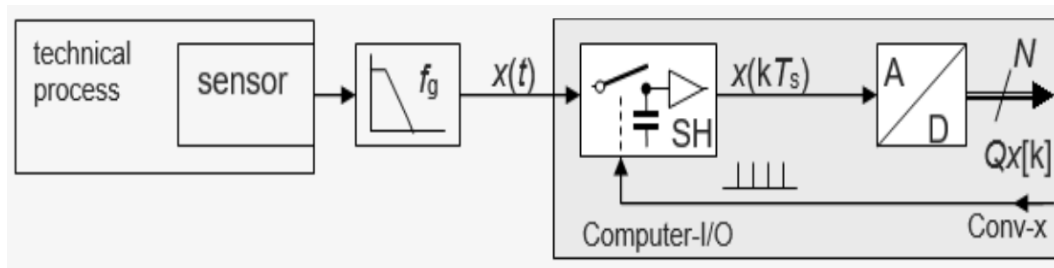 technical
process
sensor
fg
x(t)
SH
x(kTs)
A
D
N
Qx[k]
Computer-I/O
Conv-x